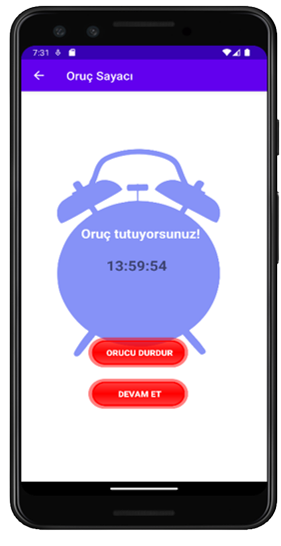 7:31
Oruç Sayacı
Oruç tutuyorsunuz!
13:59:54
ORUCU DURDUR
DEVAM ET